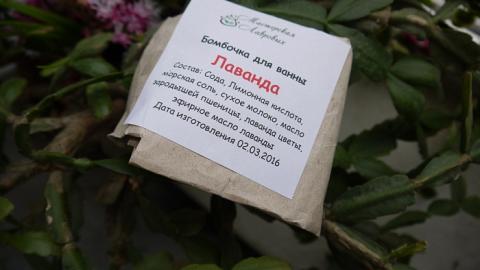 Мастерская
Лавровых
Бомбочка для ванны
Лаванда
Состав: Сода, Лимонная кислота,
морская соль, сухое молоко, масло
зародышей пшеницы, лаванда цветы,
эфирное масло лаванды
Дата изготовления 02.03.2016